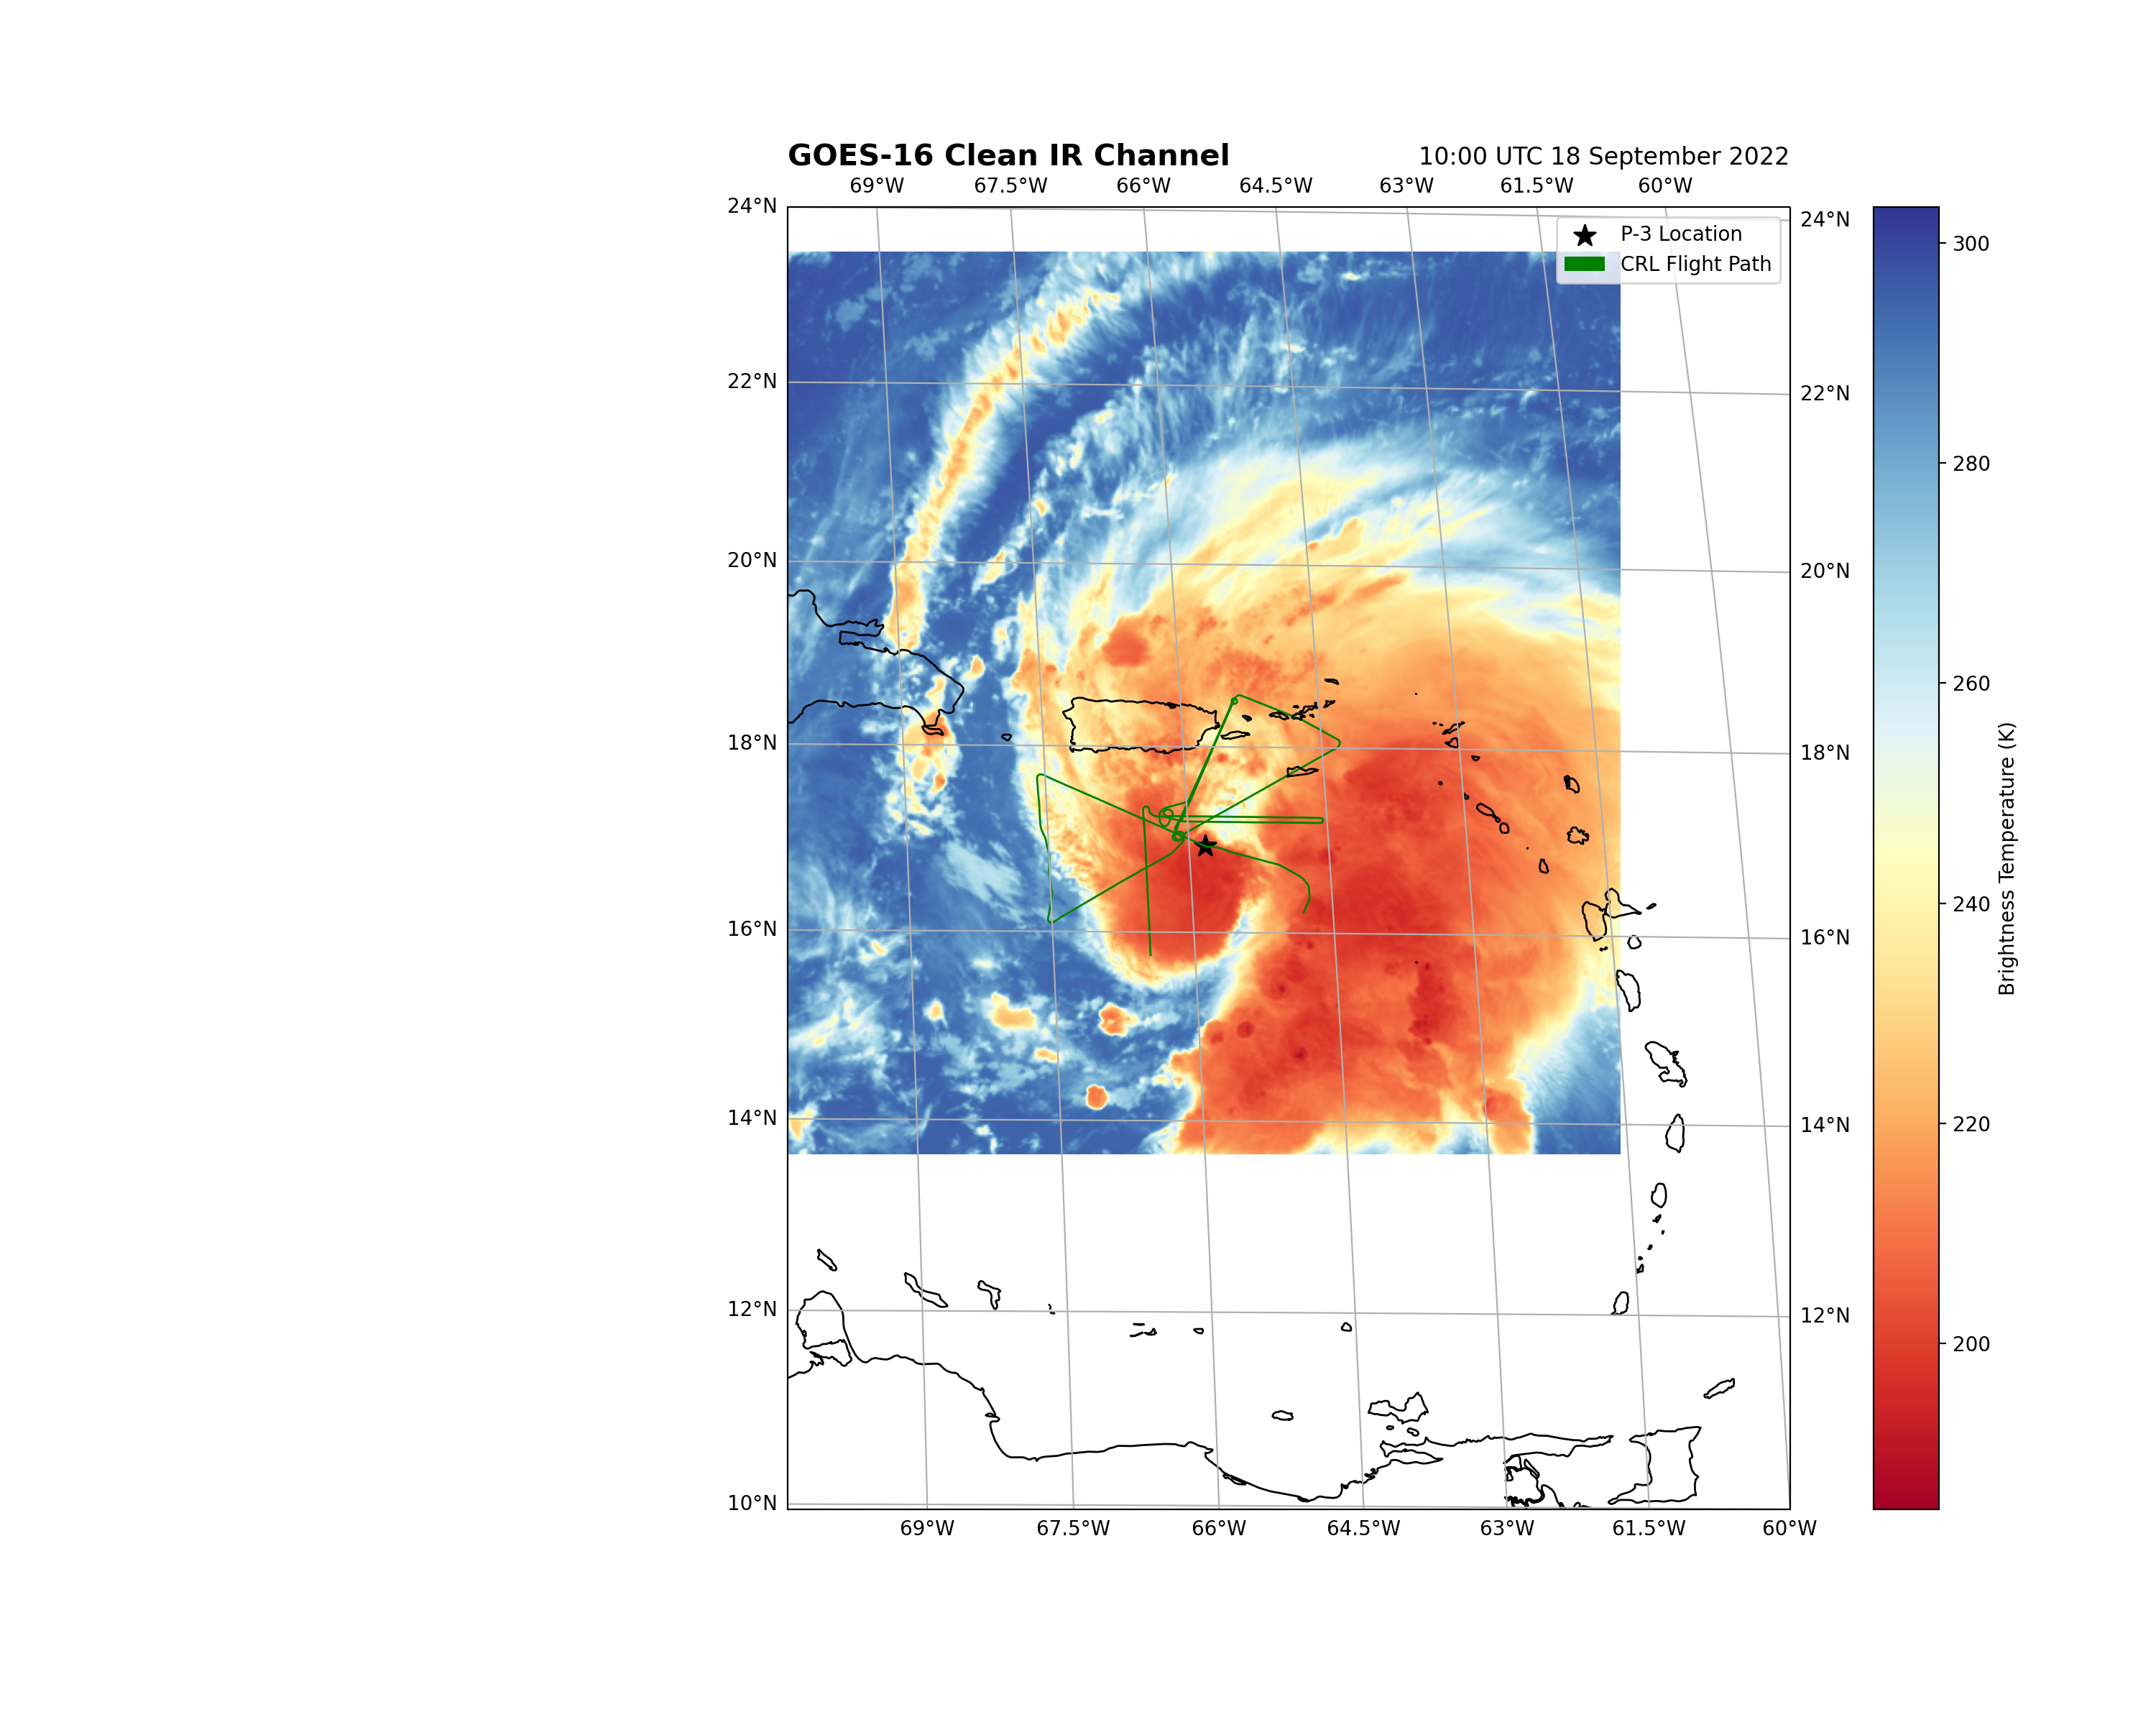 GOES-16 Clean IR Channel
10:00 UTC 18 September 2022
69°W 67.5°W 66°W 64.5°W 63°W 61.5°W 60°W
24°N
24°N
P-3 Location
CRL Flight Path
300
22°N
22°N
280
20°N
20°N
260
18°N
18°N
Brightness Temperature (K)
240
16°N
16°N
220
14°N
14°N
200
12°N
12°N
10°N
69°W 67.5°W 66°W 64.5°W 63°W 61.5°W 60°W